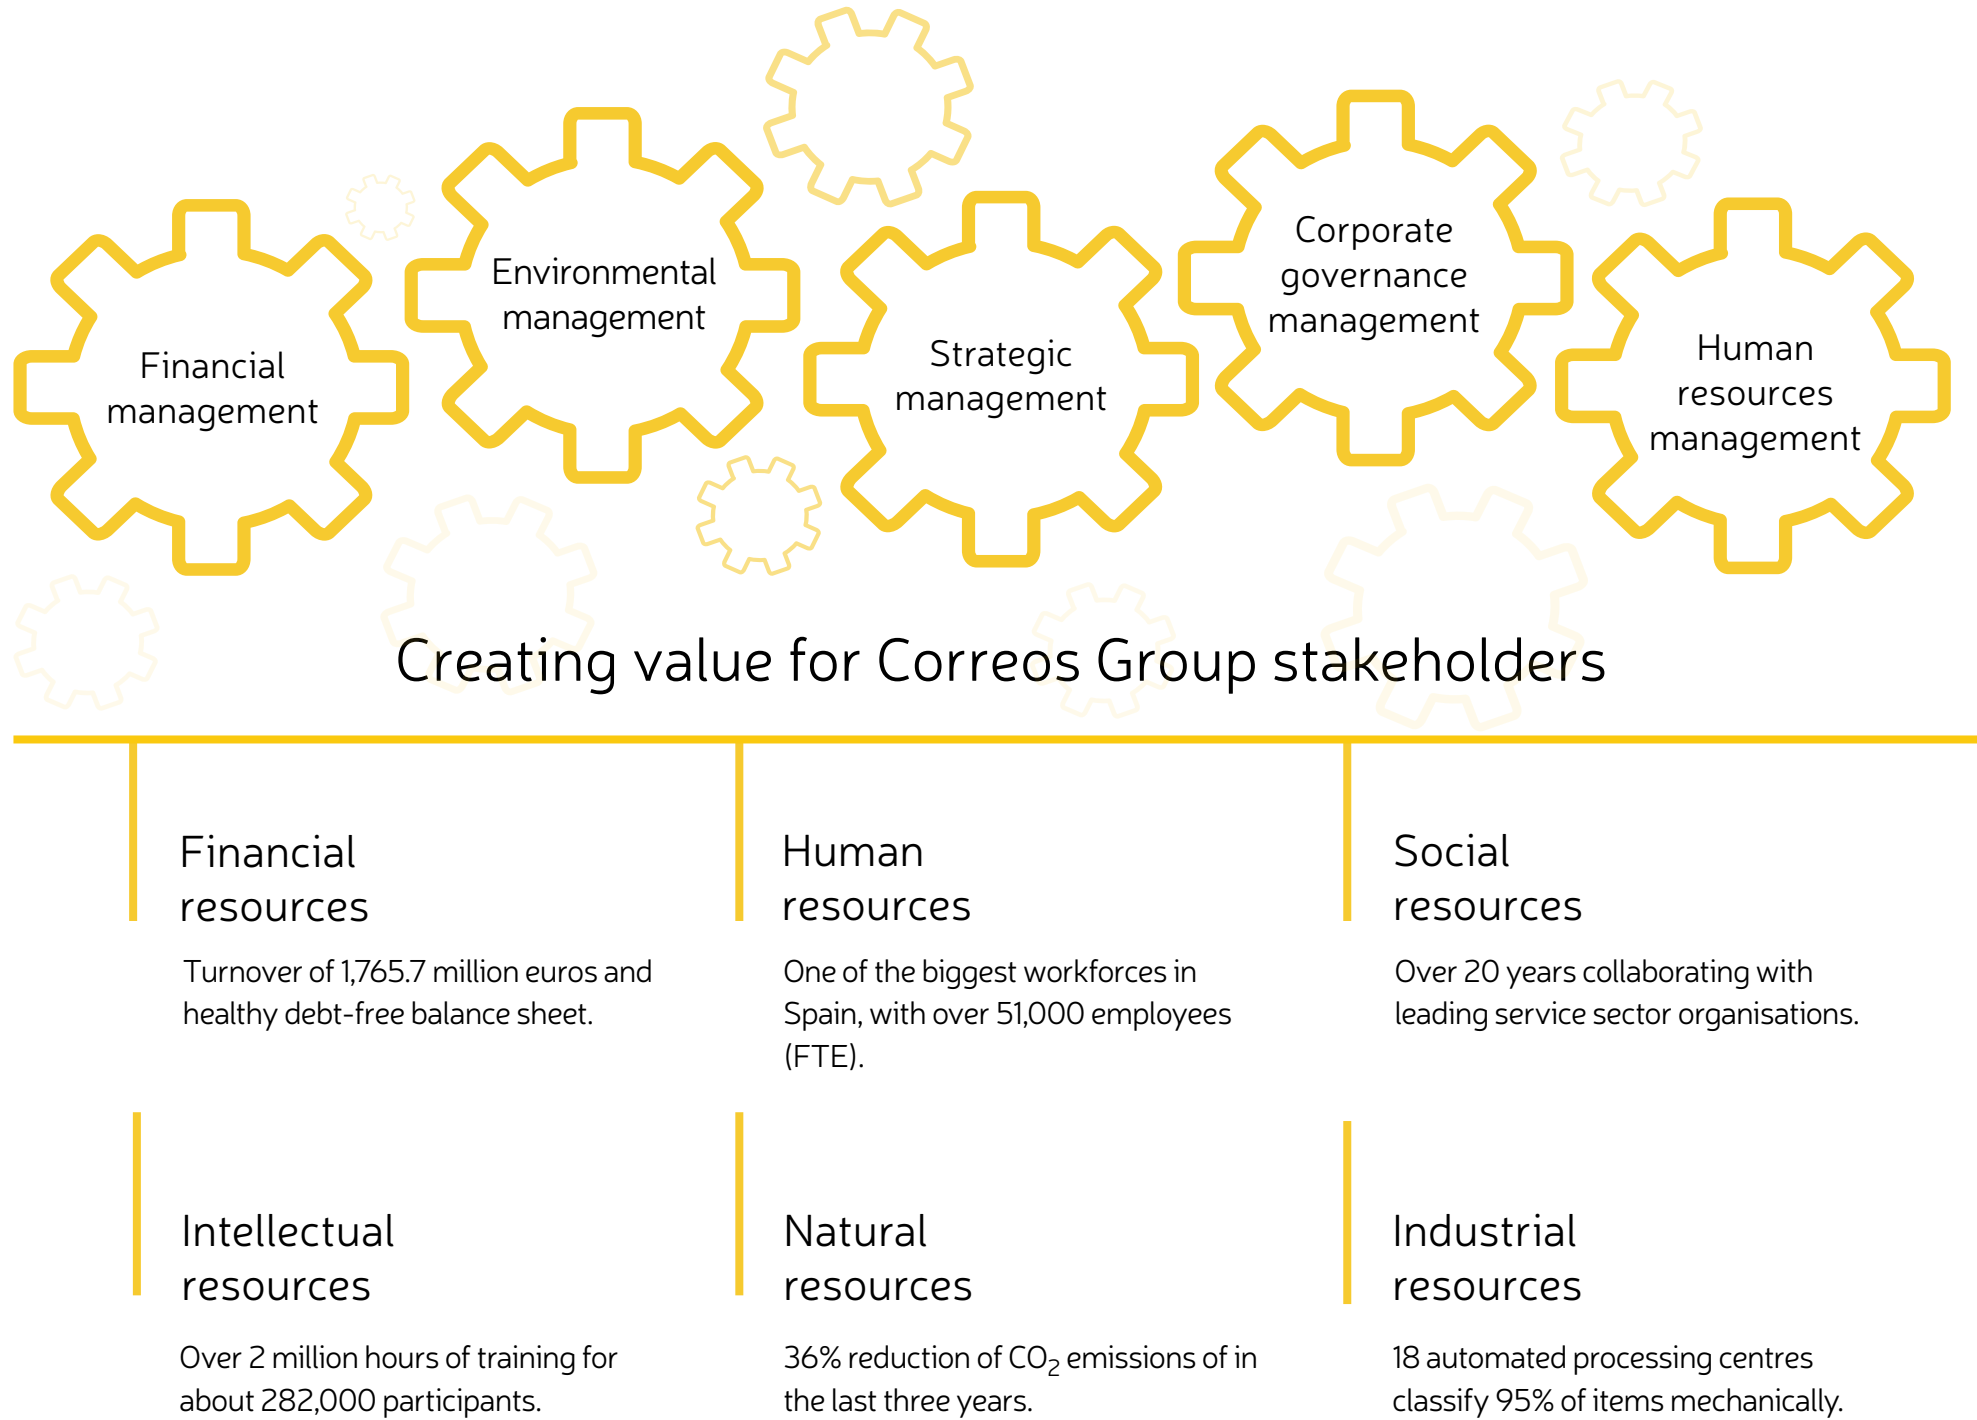 Financial
management
Environmental
management
Strategic
management
Corporate
governance
management
Human
resources
management
Creating value for Correos Group stakeholders
Financial
resources
Turnover of 1,765.7 million euros and
healthy debt-free balance sheet.
Human
resources
One of the biggest workforces in
Spain, with over 51,000 employees
(FTE).
Social
resources
Over 20 years collaborating with
leading service sector organisations.
Intellectual
resources
Over 2 million hours of training for
about 282,000 participants.
Natural
resources
36% reduction of CO₂ emissions of in
the last three years.
Industrial
resources
18 automated processing centres
classify 95% of items mechanically.